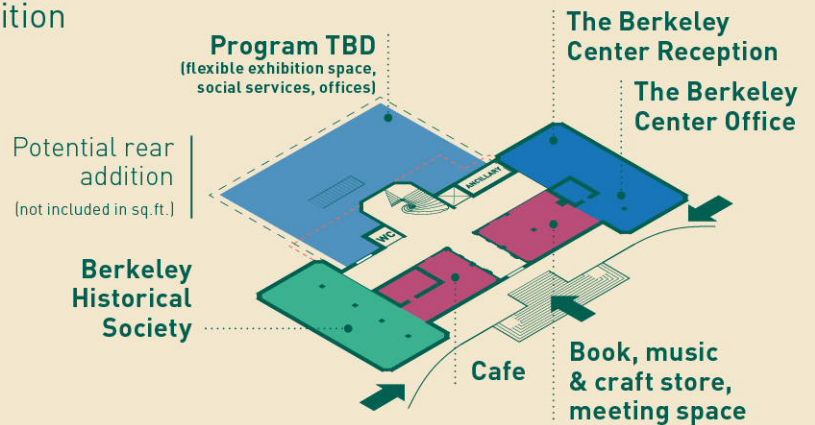 ition
Program TBD
(flexible exhibition space,
social services, offices)
The Berkeley
Center Reception
The Berkeley
Center Office
Potential rear
addition
(not included in sq.ft.)
ANCILLARY
WC
Berkeley
Historical
Society
Cafe
Book, music
& craft store,
meeting space